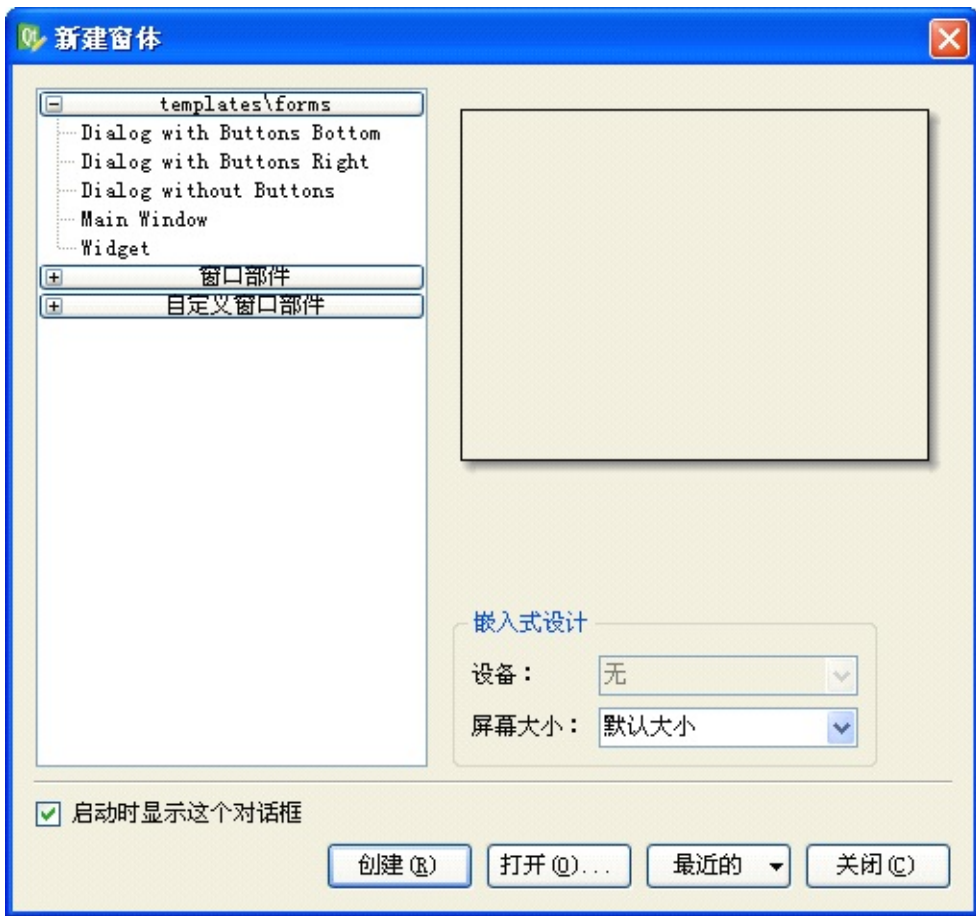 新建窗体
templates\forms
Dialog with Buttons Bottom
Dialog with Buttons Right
Dialog without Buttons
Main Window
Widget
窗口部件
自定义窗口部件
嵌入式设计
设备： 无
屏幕大小： 默认大小
启动时显示这个对话框
创建(R) 打开(O)... 最近的 关闭(C)